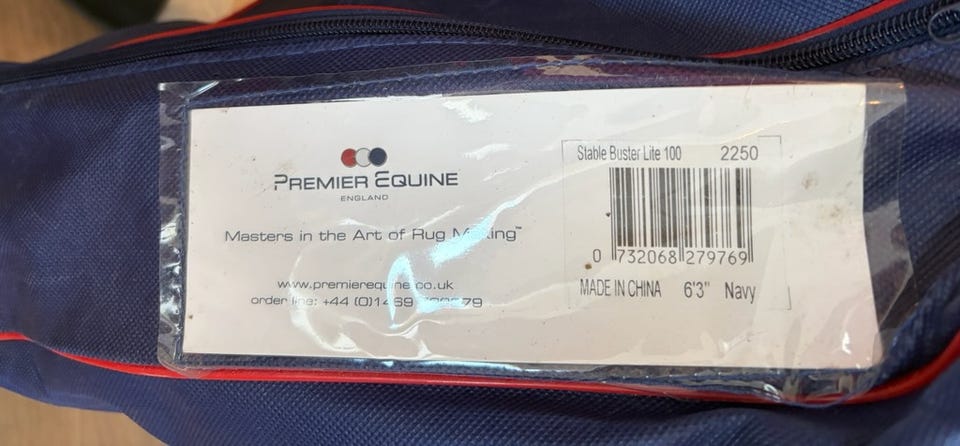 PREMIER EQUINE
ENGLAND
Masters in the Art of Rug Making™
www.premierequine.co.uk
order line: +44 (0)1469
Stable Buster Lite 100 2250
0 732068 279769
MADE IN CHINA 6'3" Navy